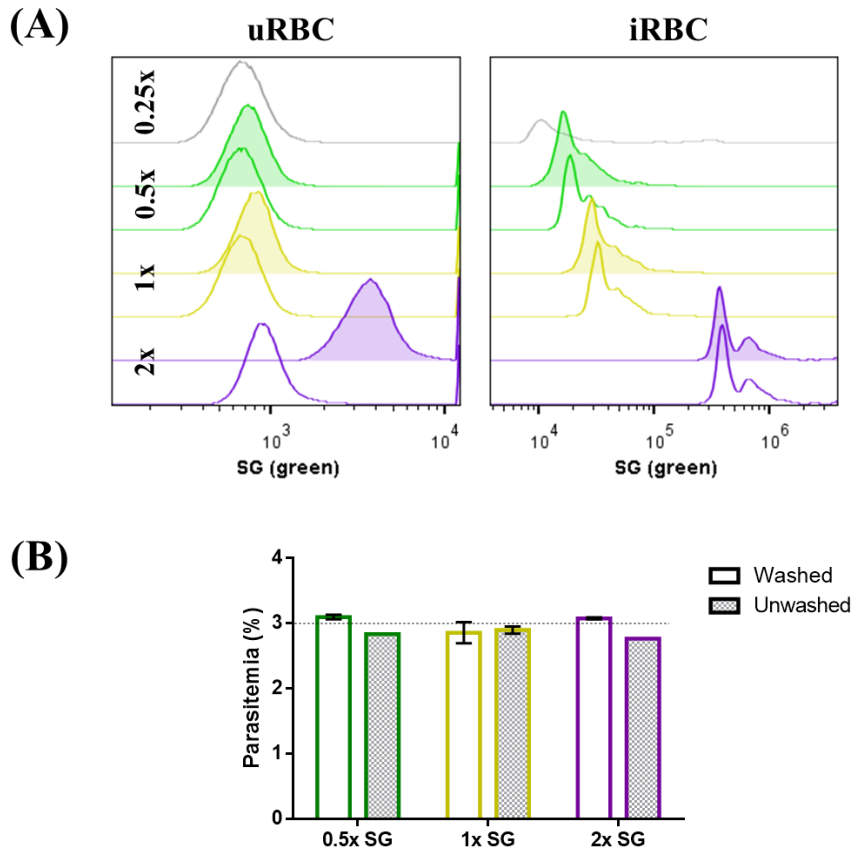 (A)
uRBC
iRBC
0.25x
0.5x
1x
2x
10³
10⁴
SG (green)
10⁴
10⁵
10⁶
SG (green)
(B)
Parasitemia (%)
4
3
2
1
0
0.5x SG
1x SG
2x SG
Washed
Unwashed